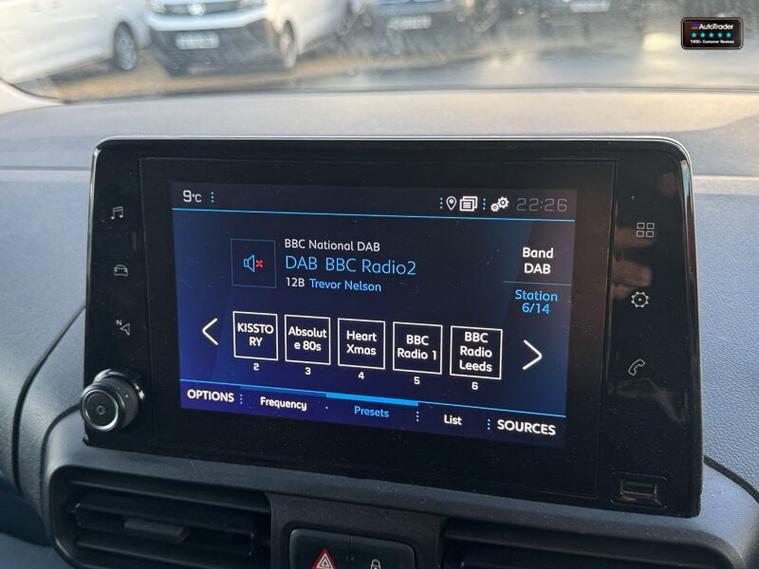 AutoTrader
9°C
22:26
BBC National DAB
DAB BBC Radio2
12B Trevor Nelson
Band
DAB
Station
6/14
KISSTO
RY
2
Absolut
e 80s
3
Heart
Xmas
4
BBC
Radio 1
5
BBC
Radio
Leeds
6
OPTIONS
Frequency
Presets
List
SOURCES
N